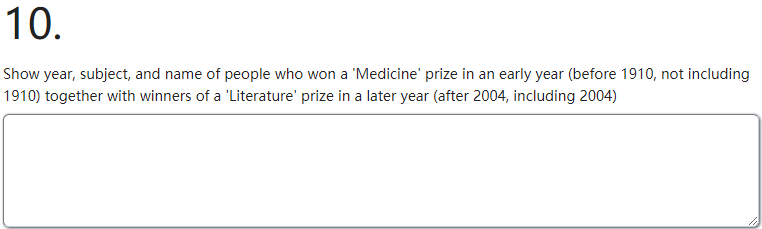 10.
Show year, subject, and name of people who won a 'Medicine' prize in an early year (before 1910, not including
1910) together with winners of a 'Literature' prize in a later year (after 2004, including 2004)